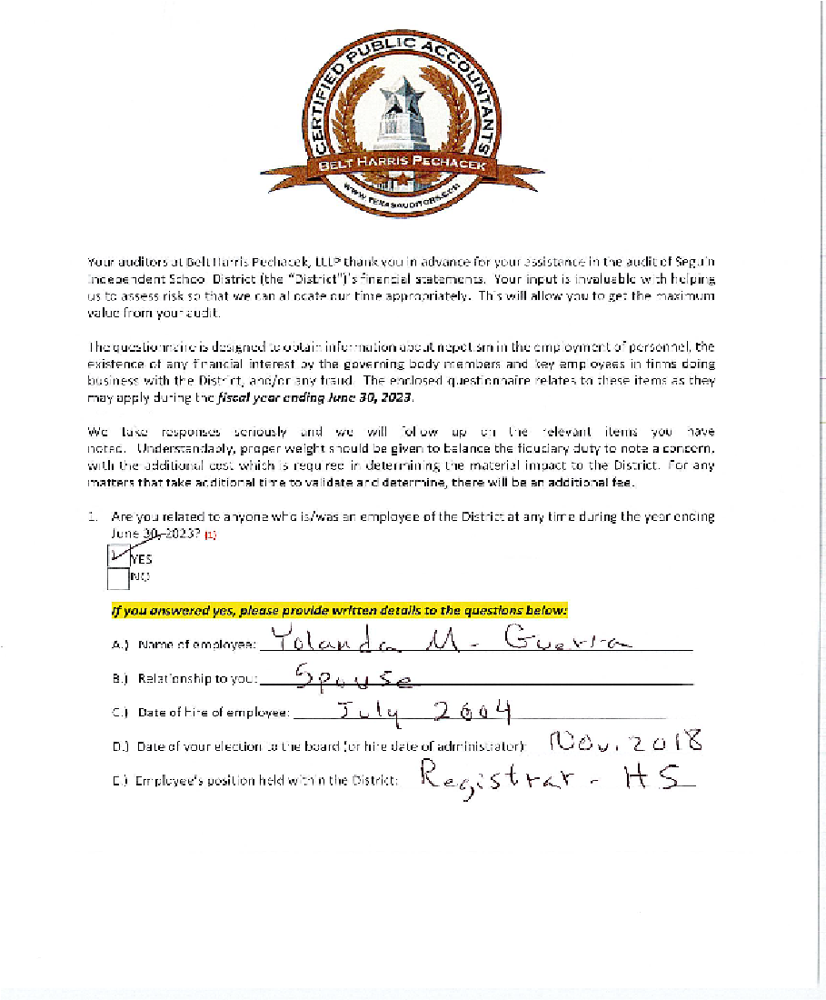 CERTIFIED PUBLIC ACCOUNTANTS
BELT HARRIS PECHACEK
WWW.TEXASAUDITORS.COM
Your auditors at Belt Harris Pechacek, LLLP thank you in advance for your assistance in the audit of Seguin
Independent School District (the “District”)’s financial statements. Your input is invaluable with helping
us to assess risk so that we can allocate our time appropriately. This will allow you to get the maximum
value from your audit.
The questionnaire is designed to obtain information about nepotism in the employment of personnel, the
existence of any financial interest by the governing body members and key employees in firms doing
business with the District, and/or any fraud. The enclosed questionnaire relates to these items as they
may apply during the fiscal year ending June 30, 2023.
We take responses seriously and we will follow up on the relevant items you have
noted. Understandably, proper weight should be given to balance the fiduciary duty to note a concern,
with the additional cost which is required in determining the material impact to the District. For any
matters that take additional time to validate and determine, there will be an additional fee.
1. Are you related to anyone who is/was an employee of the District at any time during the year ending
June 30, 2023? (1)
YES
NO
If you answered yes, please provide written details to the questions below:
A.) Name of employee: Yolanda M. Guerra
B.) Relationship to you: Spouse
C.) Date of hire of employee: July 2004
D.) Date of your election to the board (or hire date of administrator): Nov. 2018
E.) Employee's position held within the District: Registrar - HS